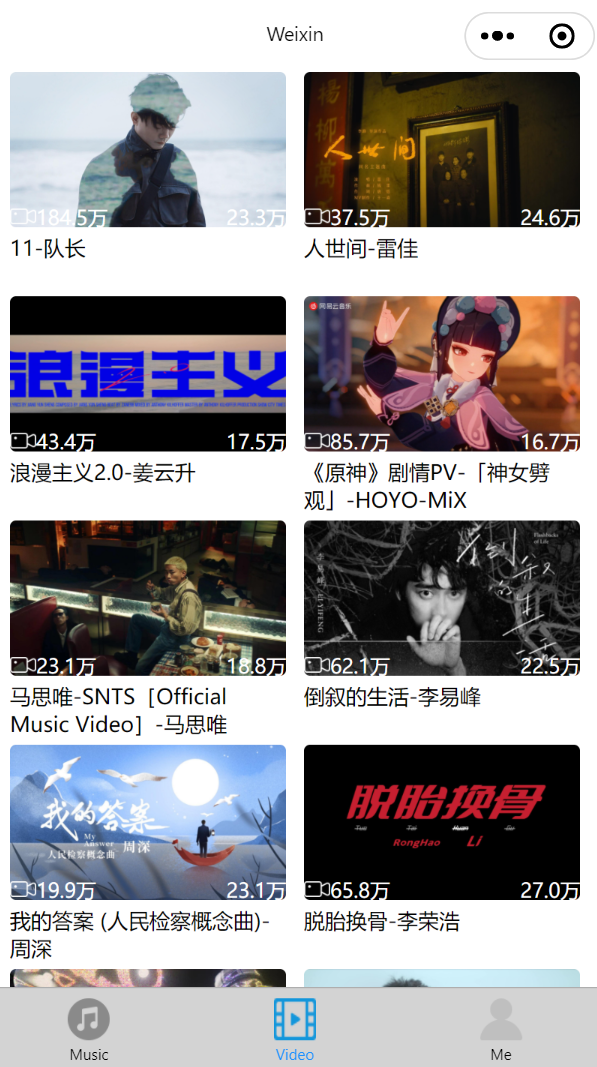 Weixin
184.5万 23.3万
11-队长
人世间
37.5万 24.6万
人世间-雷佳
浪漫主义
43.4万 17.5万
浪漫主义2.0-姜云升
网易云音乐
85.7万 16.7万
《原神》剧情PV-「神女劈
观」-HOYO-MiX
23.1万 18.8万
马思唯-SNTS［Official
Music Video］-马思唯
Flashbacks
of Life
倒叙的生活
李易峰 LI YIFENG
62.1万 22.5万
倒叙的生活-李易峰
我的答案
My
Answer
周深
人民检察概念曲
19.9万 23.1万
我的答案 (人民检察概念曲)-
周深
脱胎换骨
RongHao Li
65.8万 27.0万
脱胎换骨-李荣浩
Music Video Me